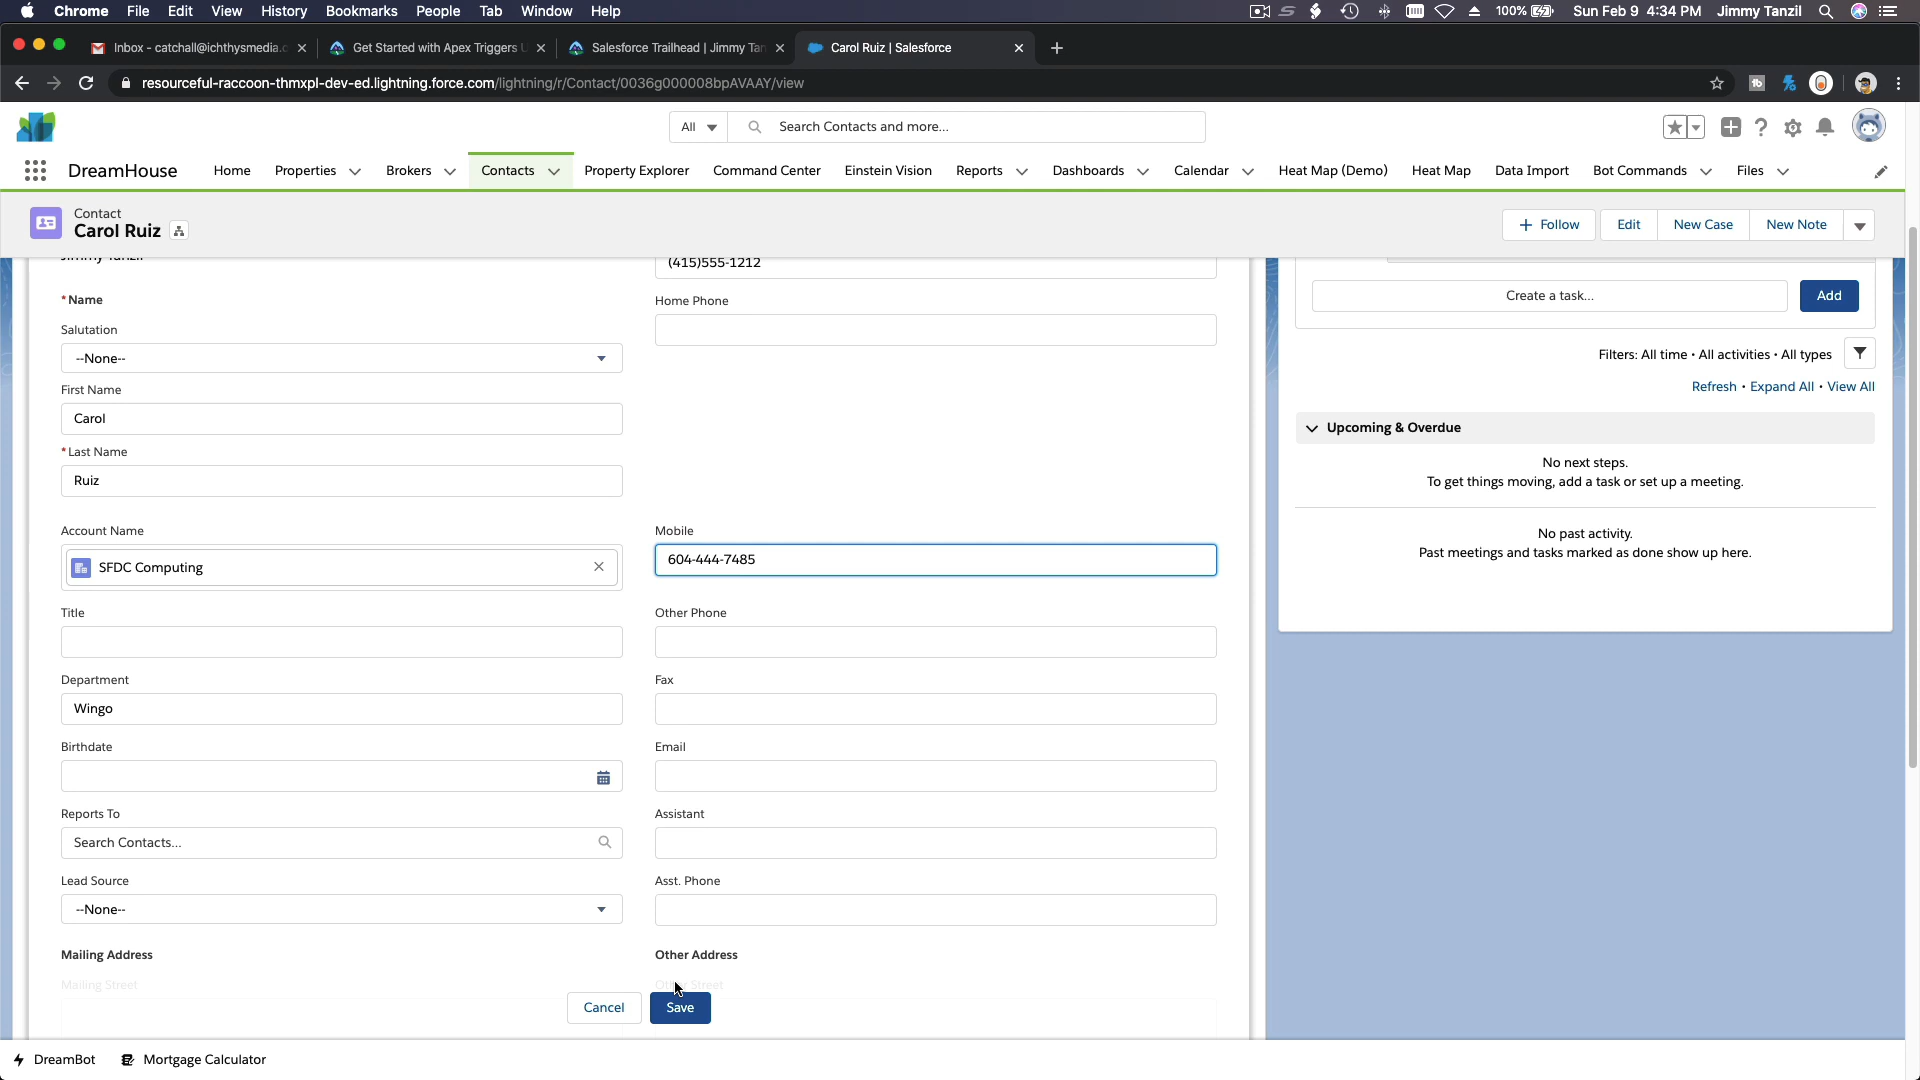 Chrome File Edit View History Bookmarks People Tab Window Help 100% Sun Feb 9 4:34 PM Jimmy Tanzil
Inbox - catchall@ichthysmedia.c
Get Started with Apex Triggers U
Salesforce Trailhead | Jimmy Tan
Carol Ruiz | Salesforce
resourceful-raccoon-thmxpl-dev-ed.lightning.force.com/lightning/r/Contact/0036g000008bpAVAAY/view
All
Search Contacts and more...
DreamHouse Home Properties Brokers Contacts Property Explorer Command Center Einstein Vision Reports Dashboards Calendar Heat Map (Demo) Heat Map Data Import Bot Commands Files
Contact
Carol Ruiz
Follow
Edit
New Case
New Note
Jimmy Tanzil
(415)555-1212
*Name
Home Phone
Salutation
--None--
First Name
Carol
*Last Name
Ruiz
Account Name
SFDC Computing
Mobile
604-444-7485
Title
Other Phone
Department
Wingo
Fax
Birthdate
Email
Reports To
Search Contacts...
Assistant
Lead Source
--None--
Asst. Phone
Mailing Address
Other Address
Mailing Street
Street
Cancel
Save
Create a task...
Add
Filters: All time • All activities • All types
Refresh • Expand All • View All
Upcoming & Overdue
No next steps.
To get things moving, add a task or set up a meeting.
No past activity.
Past meetings and tasks marked as done show up here.
DreamBot
Mortgage Calculator